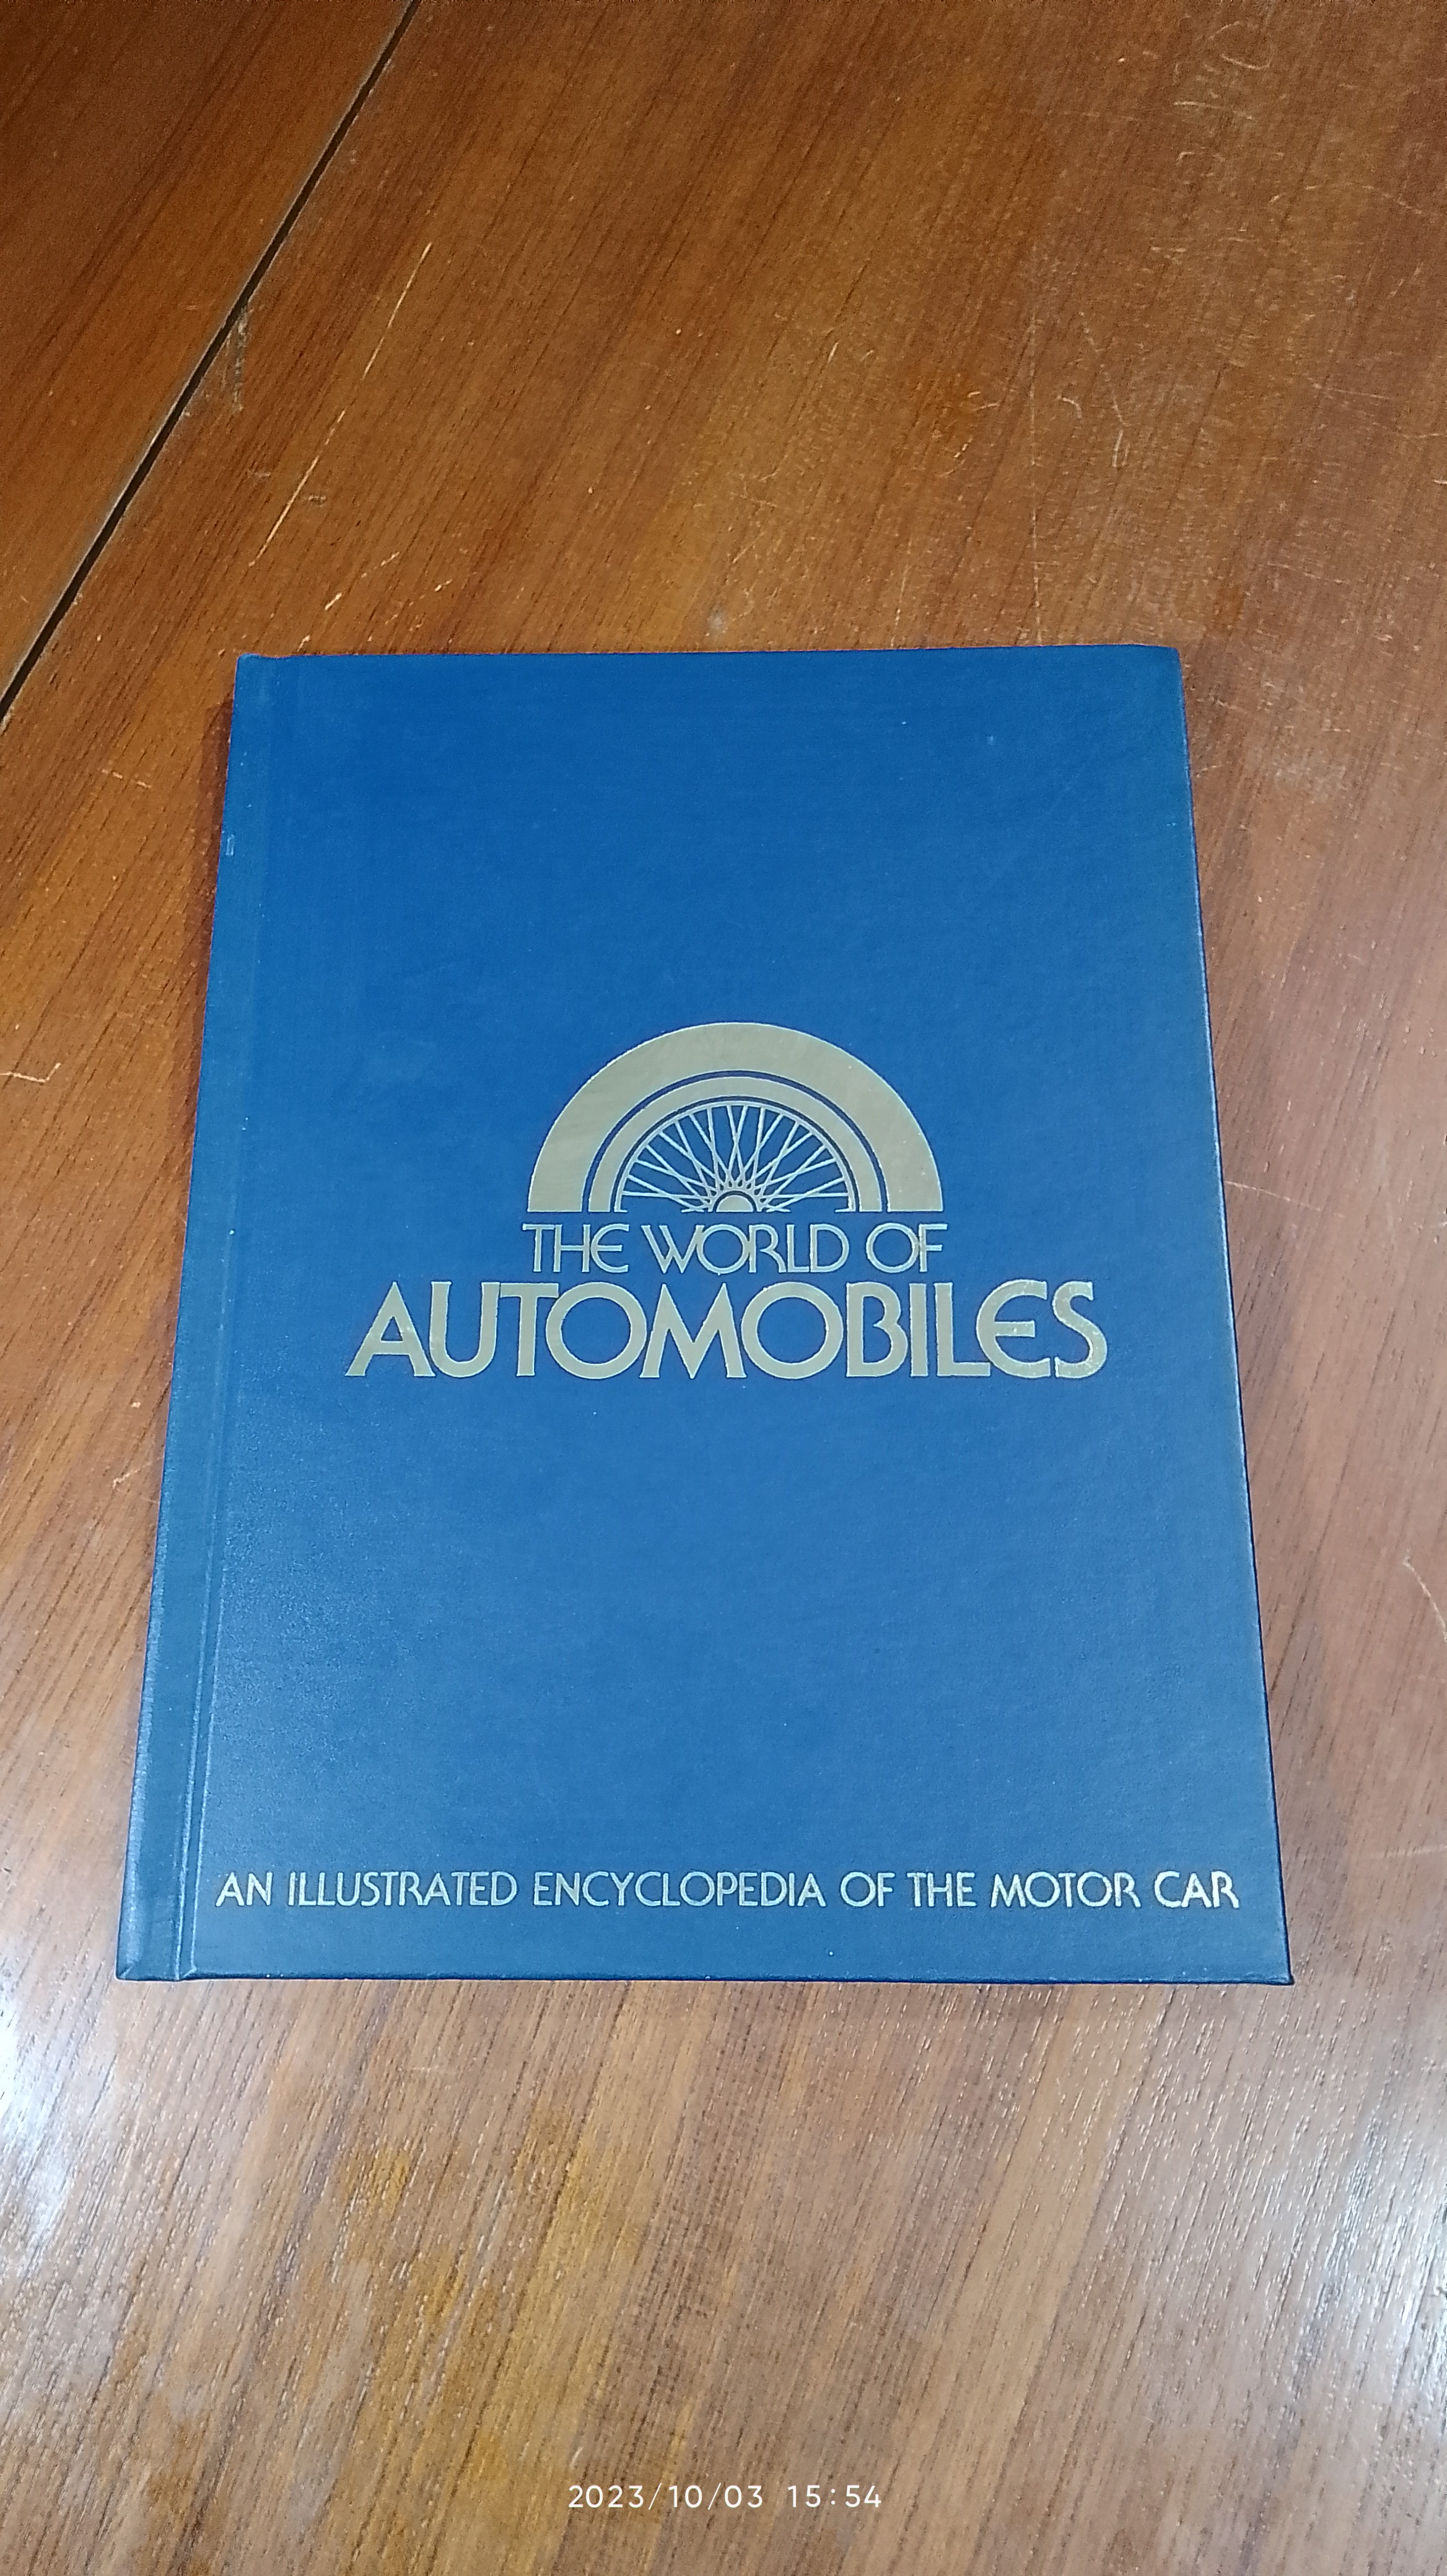 THE WORLD OF
AUTOMOBILES
AN ILLUSTRATED ENCYCLOPEDIA OF THE MOTOR CAR
2023/10/03 15:54